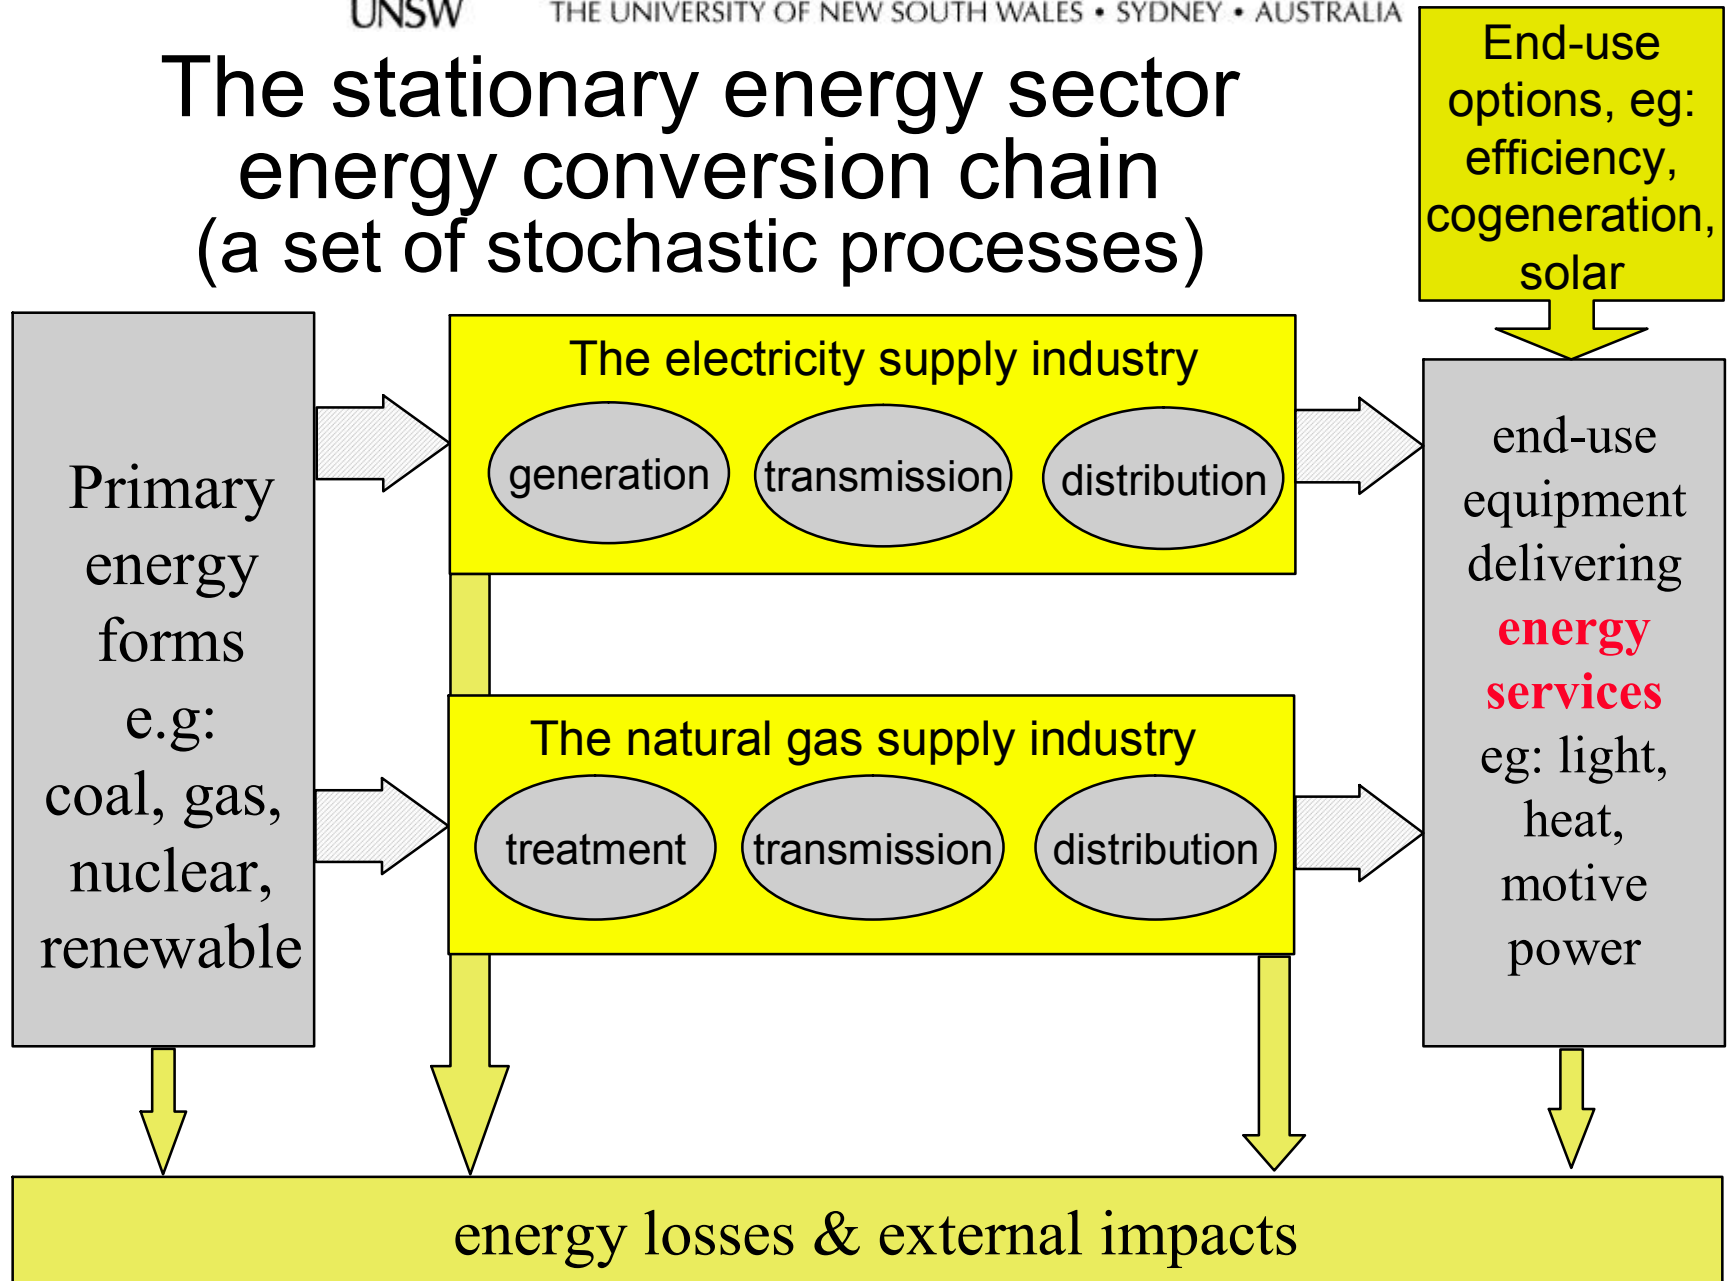 UNSW
THE UNIVERSITY OF NEW SOUTH WALES • SYDNEY • AUSTRALIA
The stationary energy sector
energy conversion chain
(a set of stochastic processes)
End-use
options, eg:
efficiency,
cogeneration,
solar
Primary
energy
forms
e.g:
coal, gas,
nuclear,
renewable
The electricity supply industry
generation
transmission
distribution
The natural gas supply industry
treatment
transmission
distribution
end-use
equipment
delivering
energy
services
eg: light,
heat,
motive
power
energy losses & external impacts